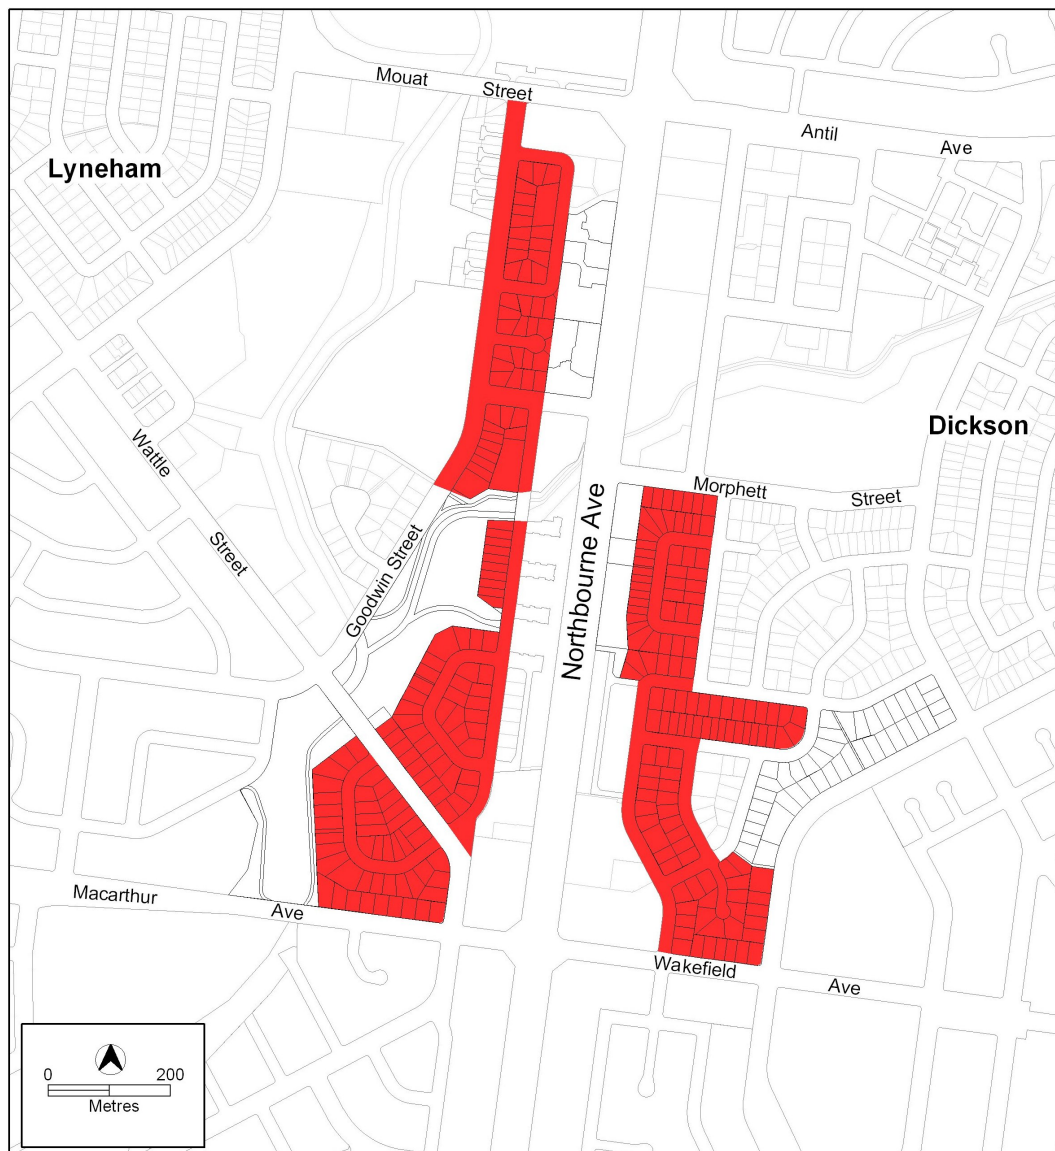 Mouat Street
Antil Ave
Lyneham
Dickson
Wattle Street
Morphett Street
Goodwin Street
Northbourne Ave
Macarthur Ave
Wakefield Ave
0 200
Metres